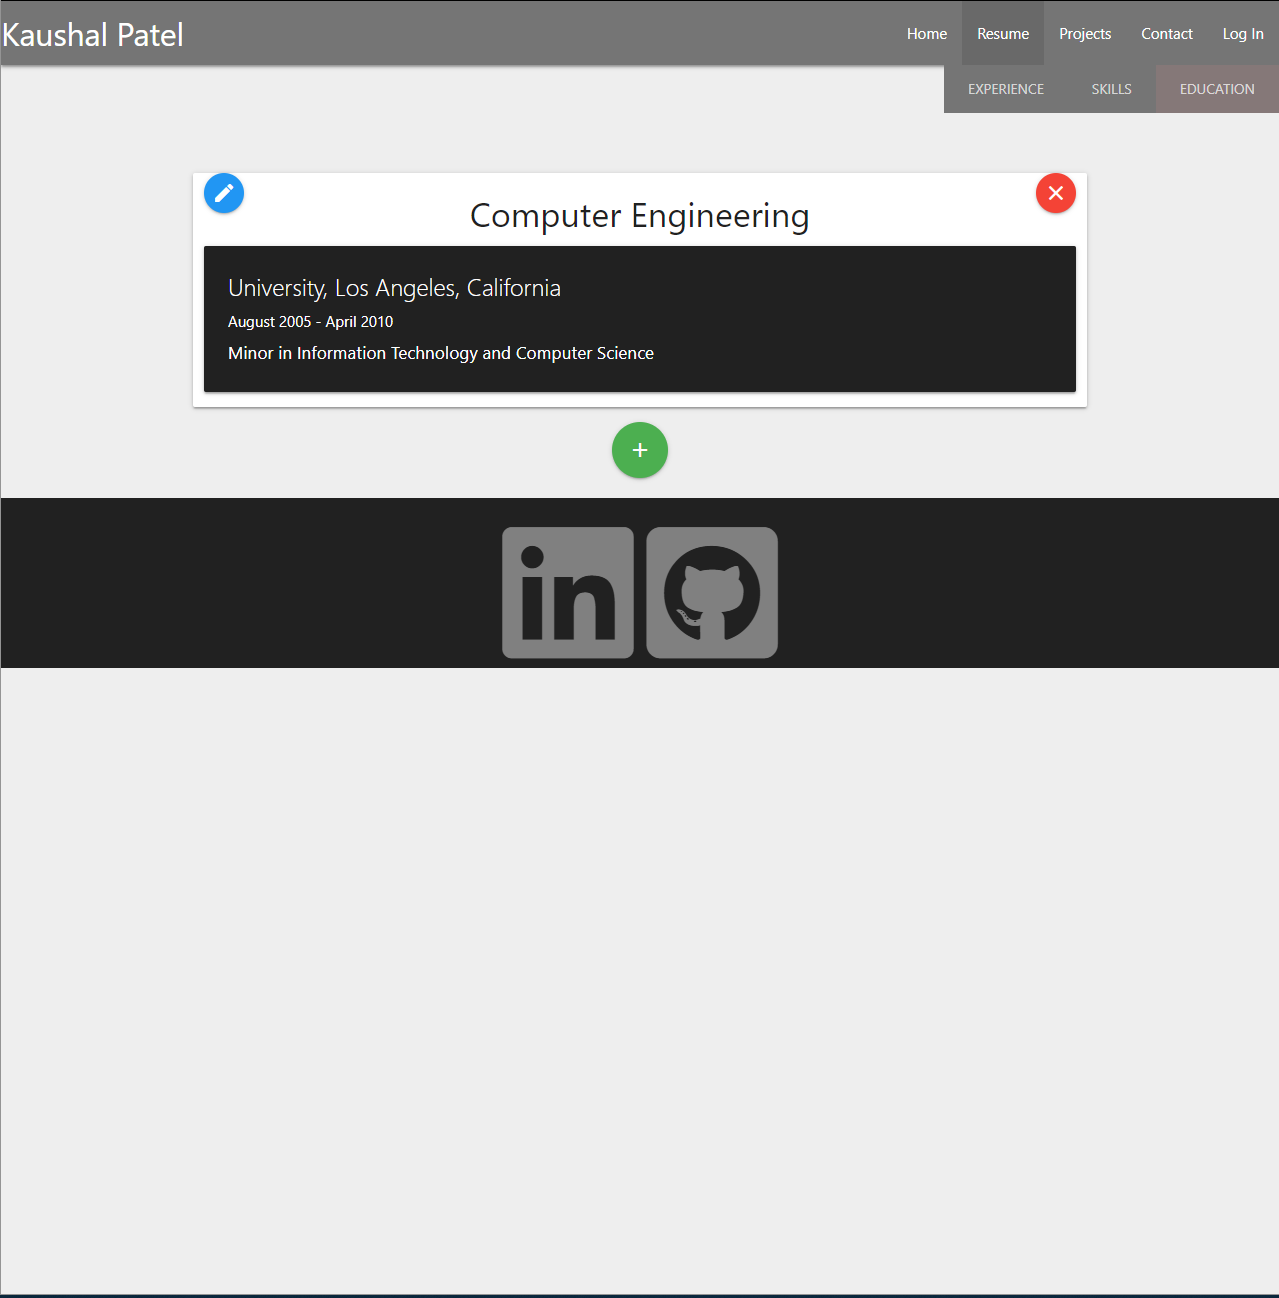 Kaushal Patel
Home Resume Projects Contact Log In
EXPERIENCE SKILLS EDUCATION
Computer Engineering
University, Los Angeles, California
August 2005 - April 2010
Minor in Information Technology and Computer Science
in